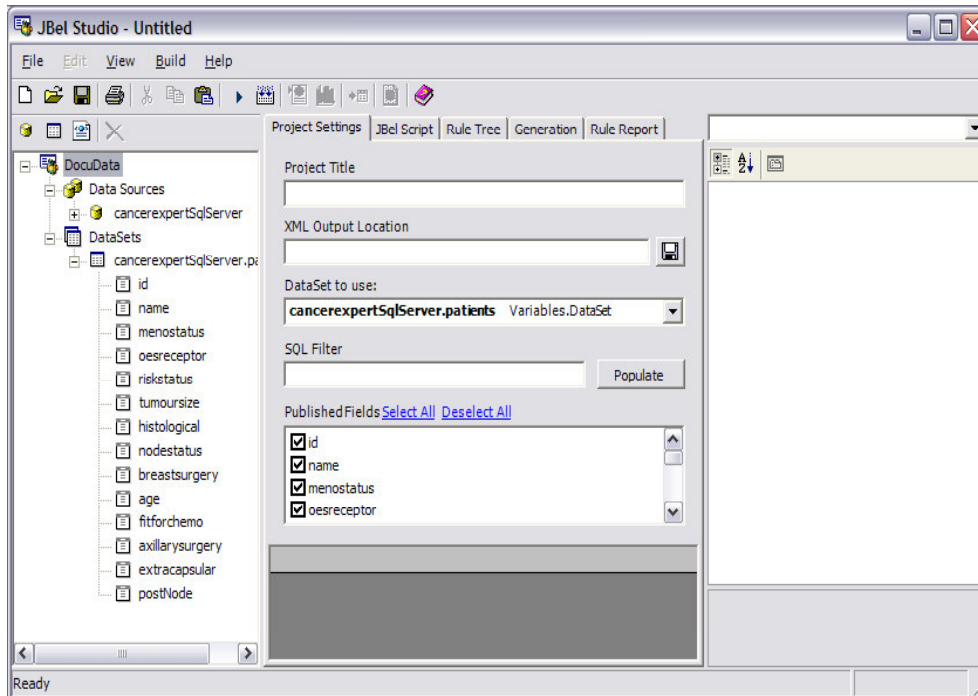 JBel Studio - Untitled
File Edit View Build Help
Project Settings JBel Script Rule Tree Generation Rule Report
DocuData
Data Sources
cancerexpertSqlServer
DataSets
cancerexpertSqlServer.pa
id
name
menostatus
oesreceptor
riskstatus
tumoursize
histological
nodestatus
breastsurgery
age
fitforchemo
axillarysurgery
extracapsular
postNode
Project Title
XML Output Location
DataSet to use:
cancerexpertSqlServer.patients Variables.DataSet
SQL Filter
Populate
Published Fields Select All Deselect All
id
name
menostatus
oesreceptor
Ready